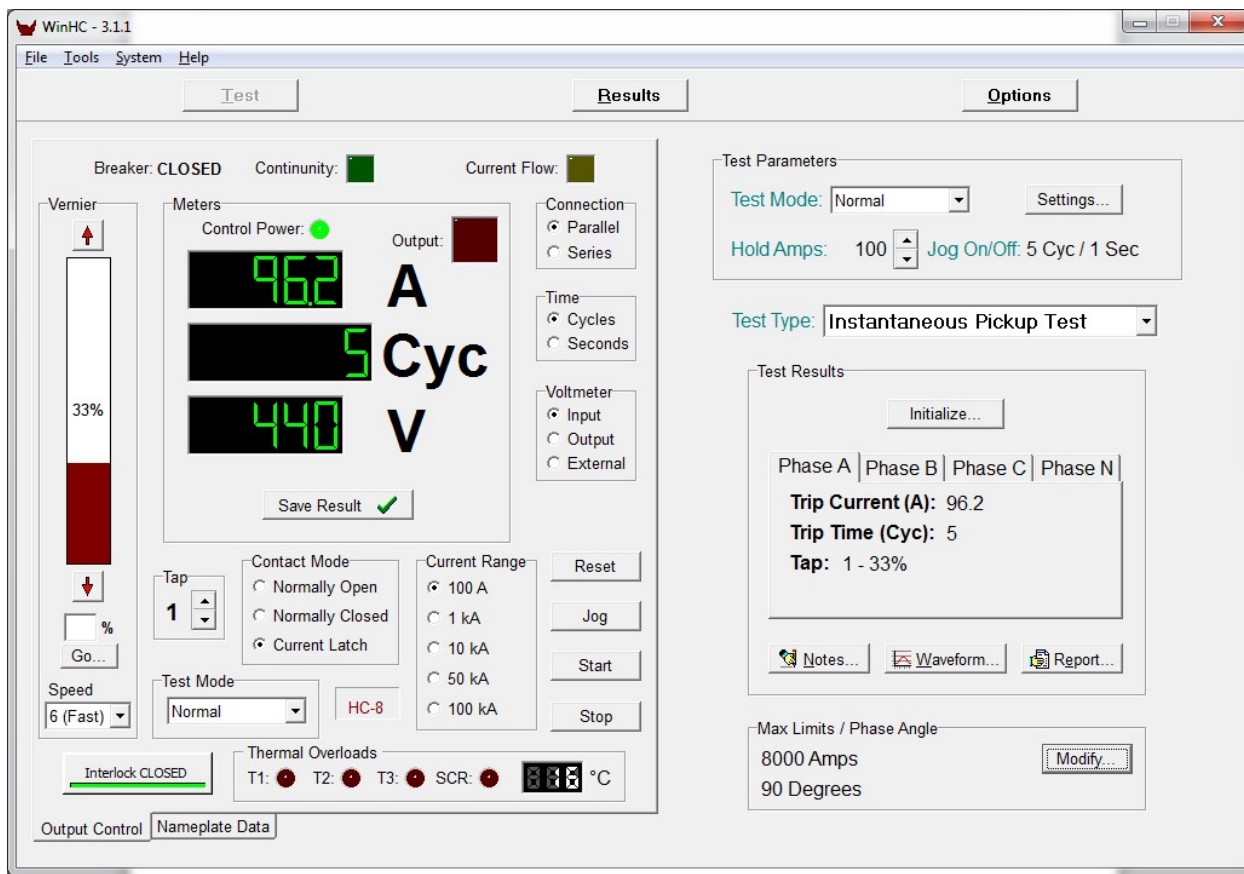 WinHC - 3.1.1
File Tools System Help
Test Results Options
Breaker: CLOSED Continunity: Current Flow:
Vernier
33%
%
Go...
Speed
6 (Fast)
Meters
Control Power: Output:
96.2 A
5 Cyc
440 V
Save Result
Connection
Parallel
Series
Time
Cycles
Seconds
Voltmeter
Input
Output
External
Tap
1
Contact Mode
Normally Open
Normally Closed
Current Latch
Test Mode
Normal
HC-8
Current Range
100 A
1 kA
10 kA
50 kA
100 kA
Reset
Jog
Start
Stop
Interlock CLOSED
Thermal Overloads
T1: T2: T3: SCR: 18 °C
Output Control Nameplate Data
Test Parameters
Test Mode: Normal Settings...
Hold Amps: 100 Jog On/Off: 5 Cyc / 1 Sec
Test Type: Instantaneous Pickup Test
Test Results
Initialize...
Phase A Phase B Phase C Phase N
Trip Current (A): 96.2
Trip Time (Cyc): 5
Tap: 1 - 33%
Notes... Waveform... Report...
Max Limits / Phase Angle
8000 Amps Modify...
90 Degrees